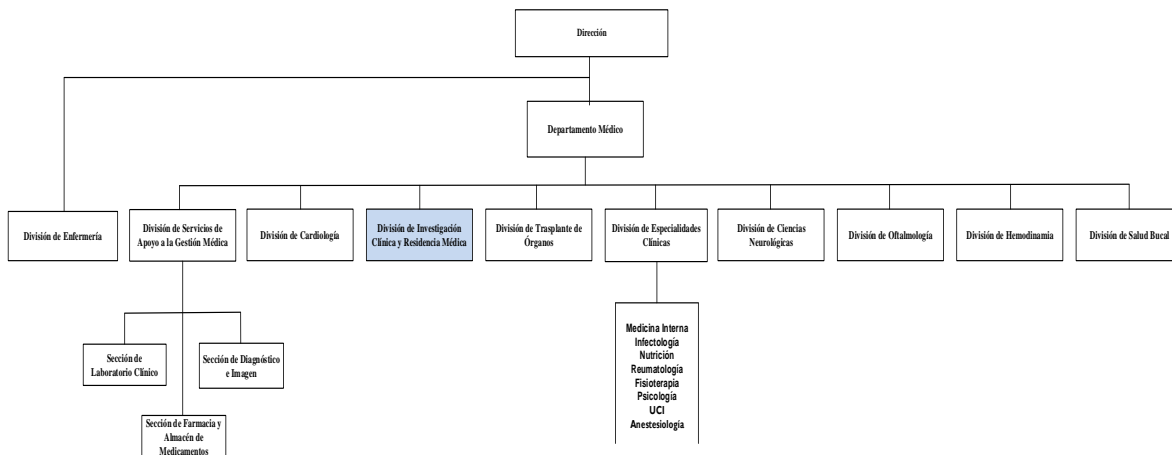 Dirección
Departamento Médico
División de Enfermería
División de Servicios de
Apoyo a la Gestión Médica
División de Cardiología
División de Investigación
Clínica y Residencia Médica
División de Trasplante de
Órganos
División de Especialidades
Clínicas
División de Ciencias
Neurológicas
División de Oftalmología
División de Hemodinamia
División de Salud Bucal
Sección de
Laboratorio Clínico
Sección de Diagnóstico
e Imagen
Sección de Farmacia y
Almacén de
Medicamentos
Medicina Interna
Infectología
Nutrición
Reumatología
Fisioterapia
Psicología
UCI
Anestesiología